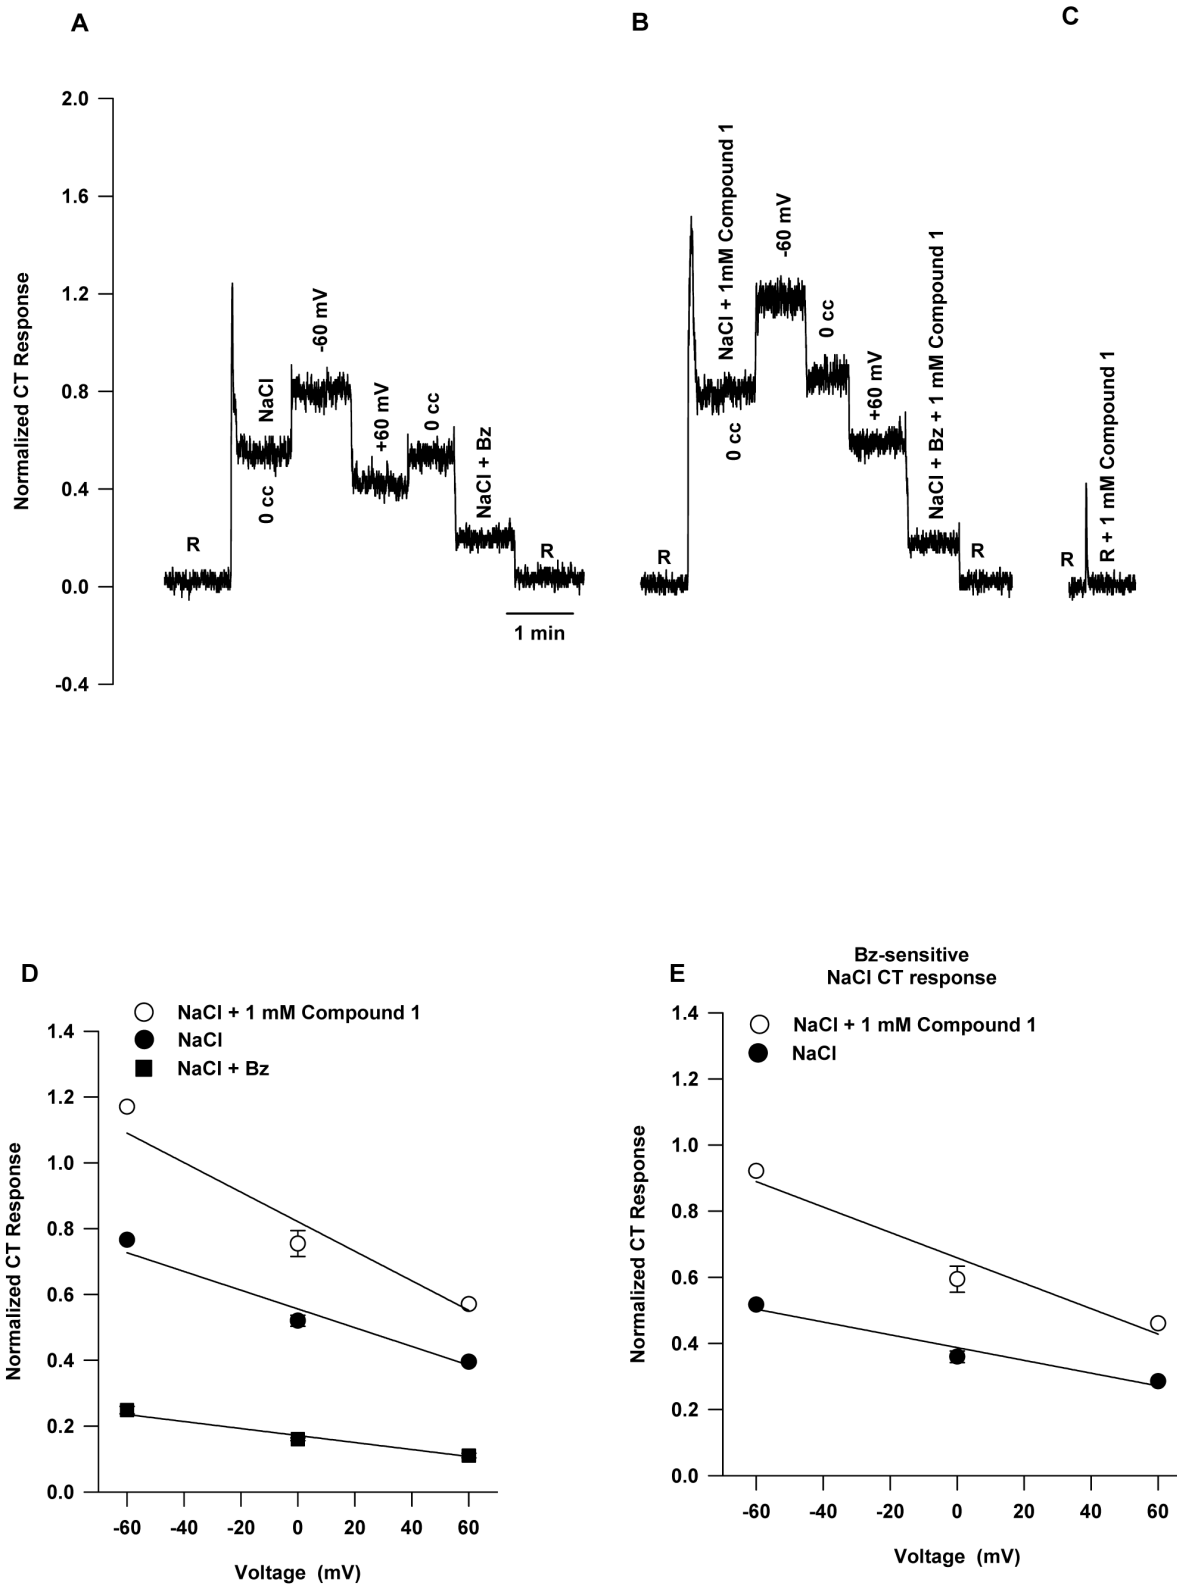 A
B
C
2.0
1.6
1.2
0.8
0.4
0.0
-0.4
Normalized CT Response
R
0 cc
NaCl
-60 mV
+60 mV
0 cc
NaCl + Bz
R
1 min
R
NaCl + 1mM Compound 1
0 cc
-60 mV
0 cc
+60 mV
NaCl + Bz + 1 mM Compound 1
R
R
R + 1 mM Compound 1
D
NaCl + 1 mM Compound 1
NaCl
NaCl + Bz
1.4
1.2
1.0
0.8
0.6
0.4
0.2
0.0
Normalized CT Response
-60 -40 -20 0 20 40 60
Voltage (mV)
E
Bz-sensitive
NaCl CT response
NaCl + 1 mM Compound 1
NaCl
1.4
1.2
1.0
0.8
0.6
0.4
0.2
0.0
Normalized CT Response
-60 -40 -20 0 20 40 60
Voltage (mV)